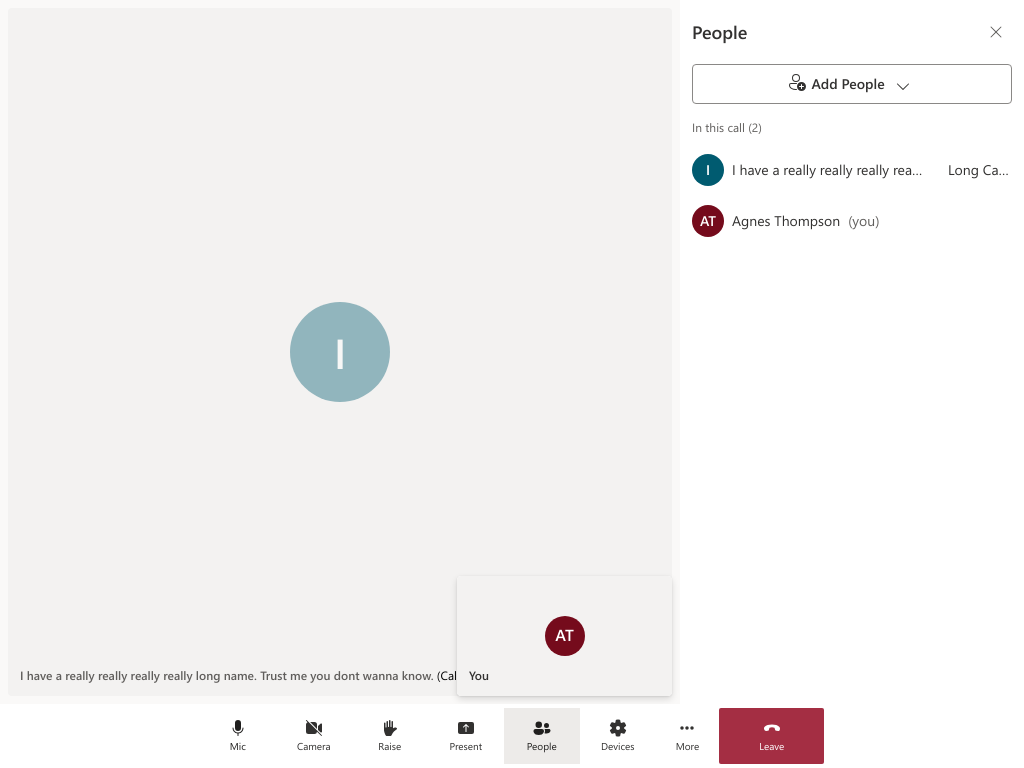 People
Add People
In this call (2)
I I have a really really really rea... Long Ca...
AT Agnes Thompson (you)
I
AT
I have a really really really really long name. Trust me you dont wanna know. (Cal
You
Mic Camera Raise Present People Devices More Leave